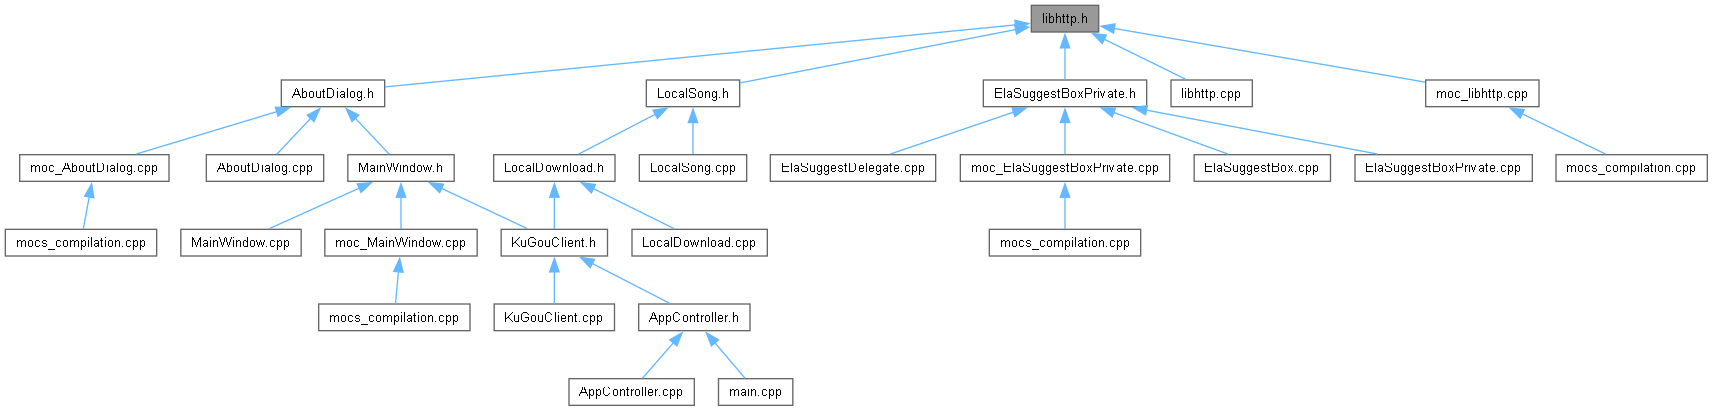 libhttp.h
AboutDialog.h
LocalSong.h
ElaSuggestBoxPrivate.h
libhttp.cpp
moc_libhttp.cpp
moc_AboutDialog.cpp
AboutDialog.cpp
MainWindow.h
LocalDownload.h
LocalSong.cpp
ElaSuggestDelegate.cpp
moc_ElaSuggestBoxPrivate.cpp
ElaSuggestBox.cpp
ElaSuggestBoxPrivate.cpp
mocs_compilation.cpp
mocs_compilation.cpp
MainWindow.cpp
moc_MainWindow.cpp
KuGouClient.h
LocalDownload.cpp
mocs_compilation.cpp
mocs_compilation.cpp
KuGouClient.cpp
AppController.h
AppController.cpp
main.cpp